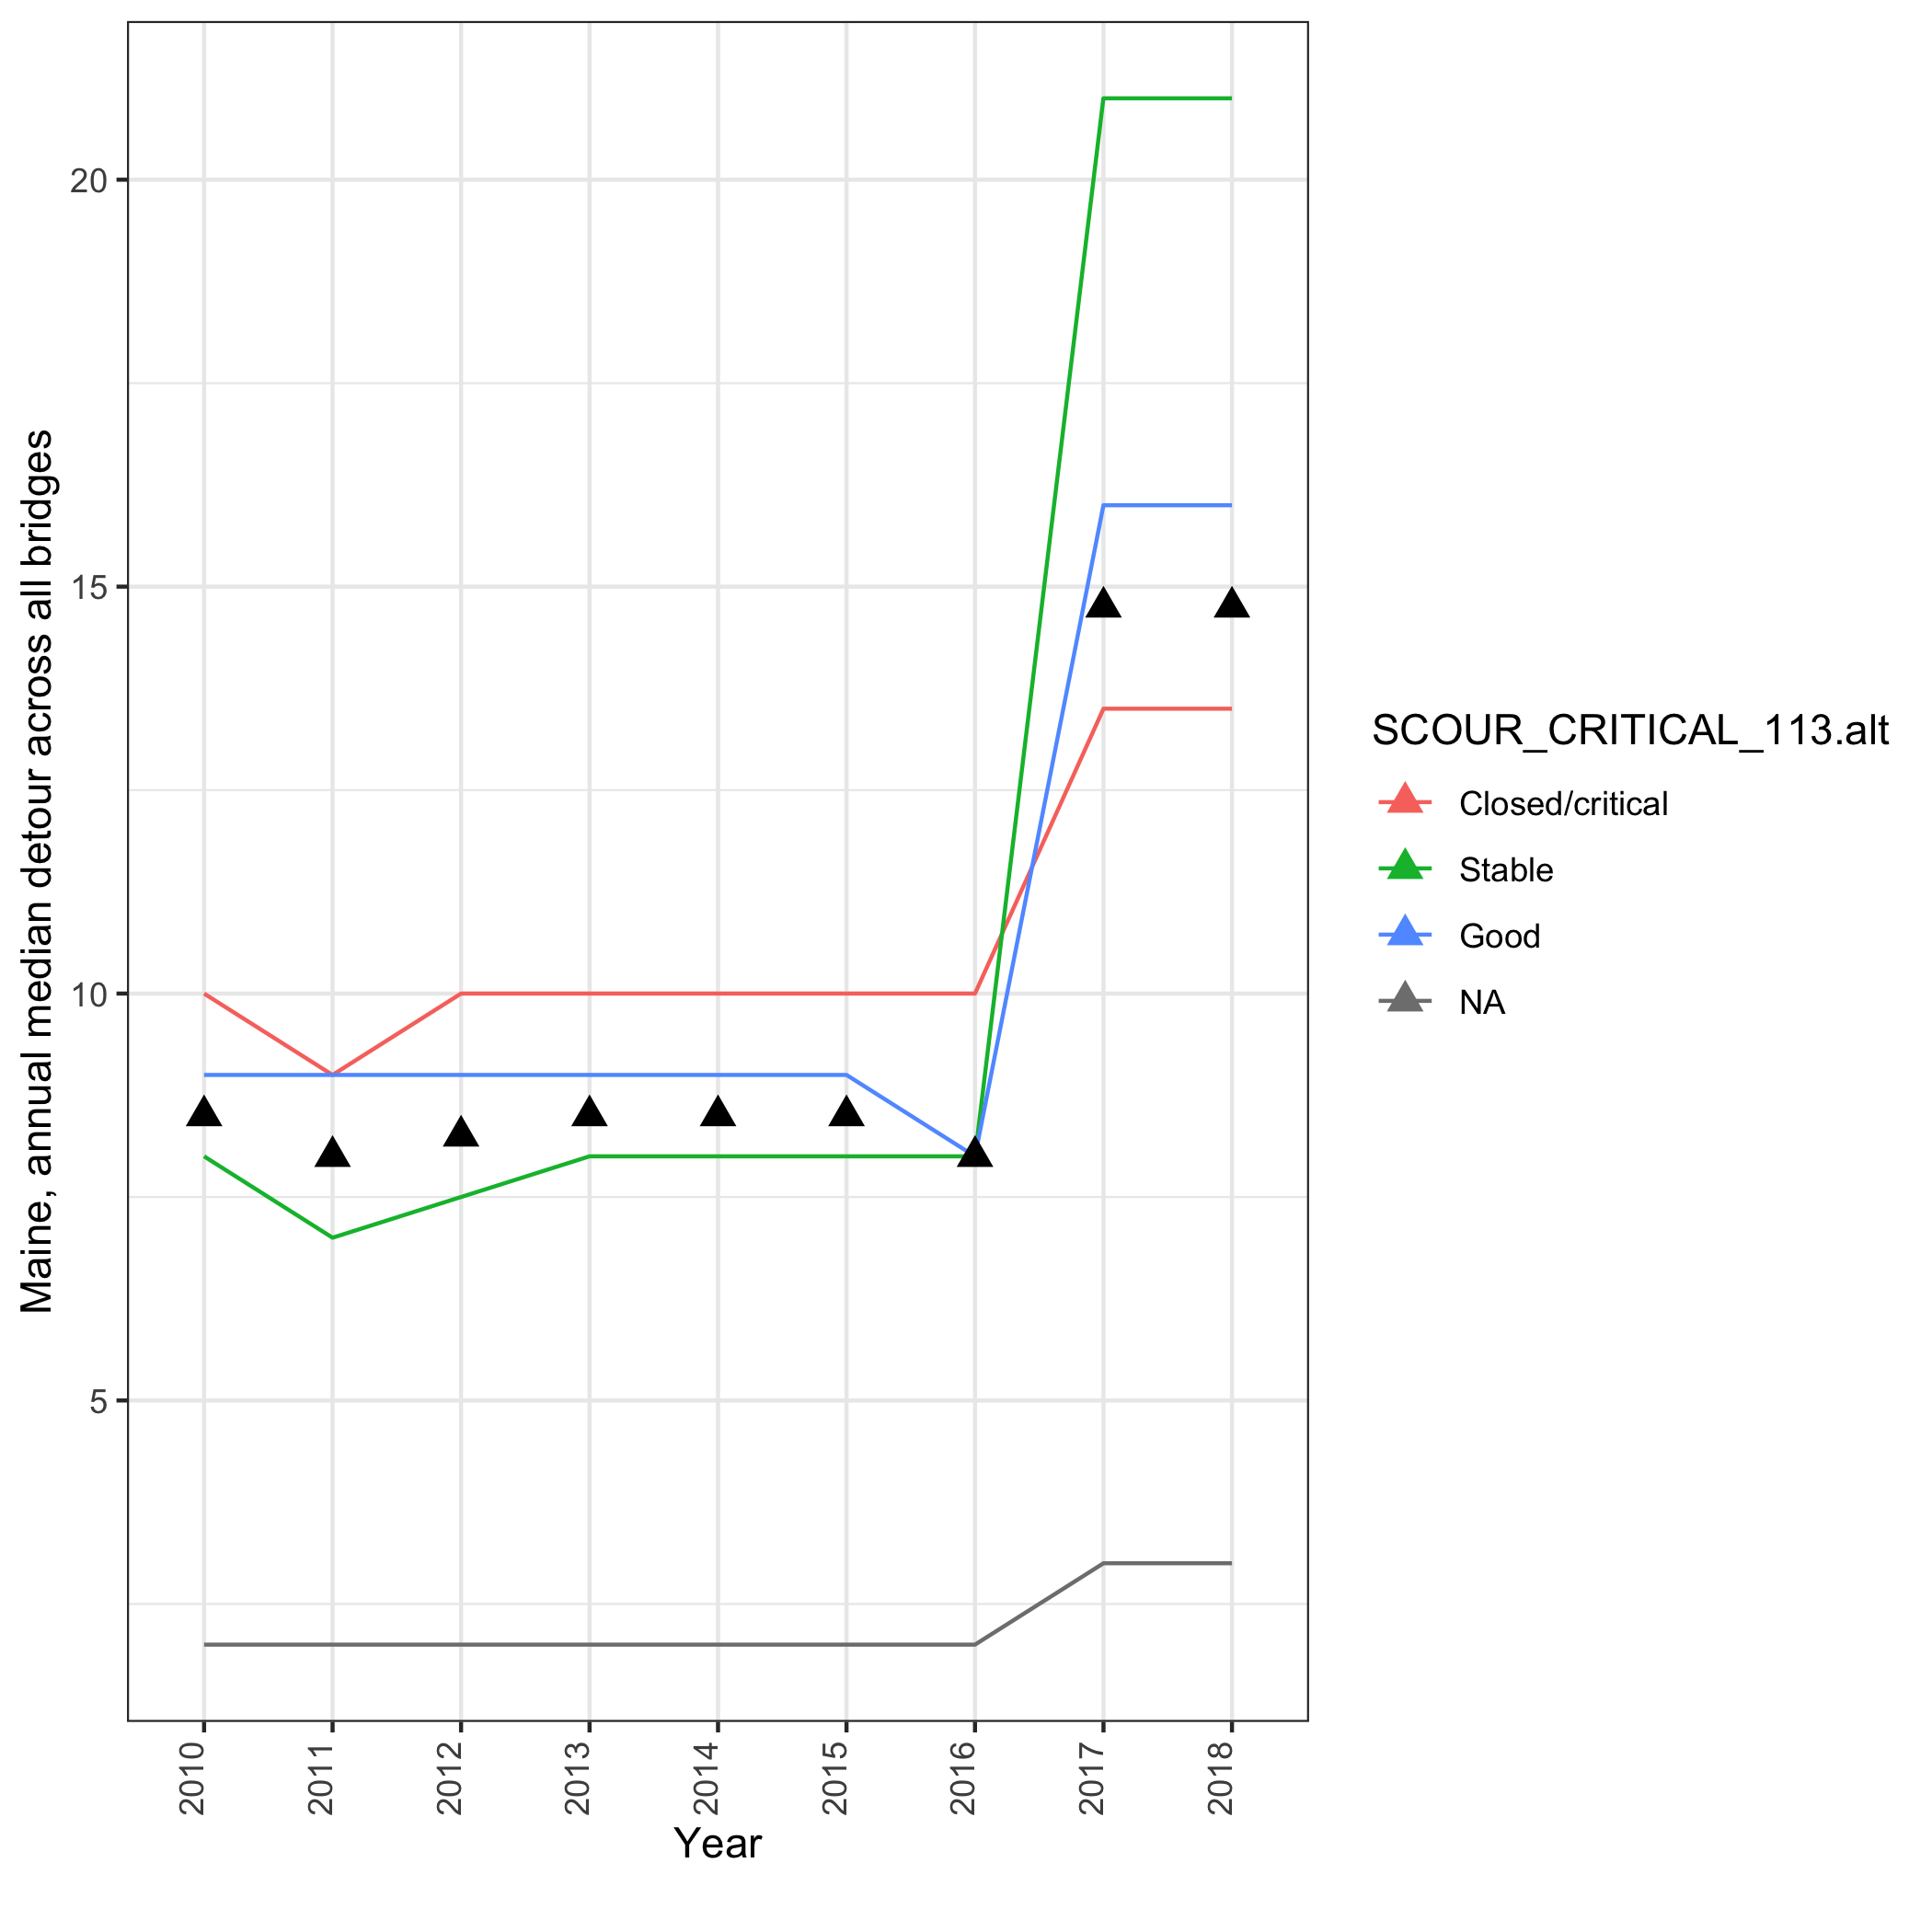 Maine, annual median detour across all bridges
20
15
10
5
2010
2011
2012
2013
2014
2015
2016
2017
2018
Year
SCOUR_CRITICAL_113.alt
Closed/critical
Stable
Good
NA